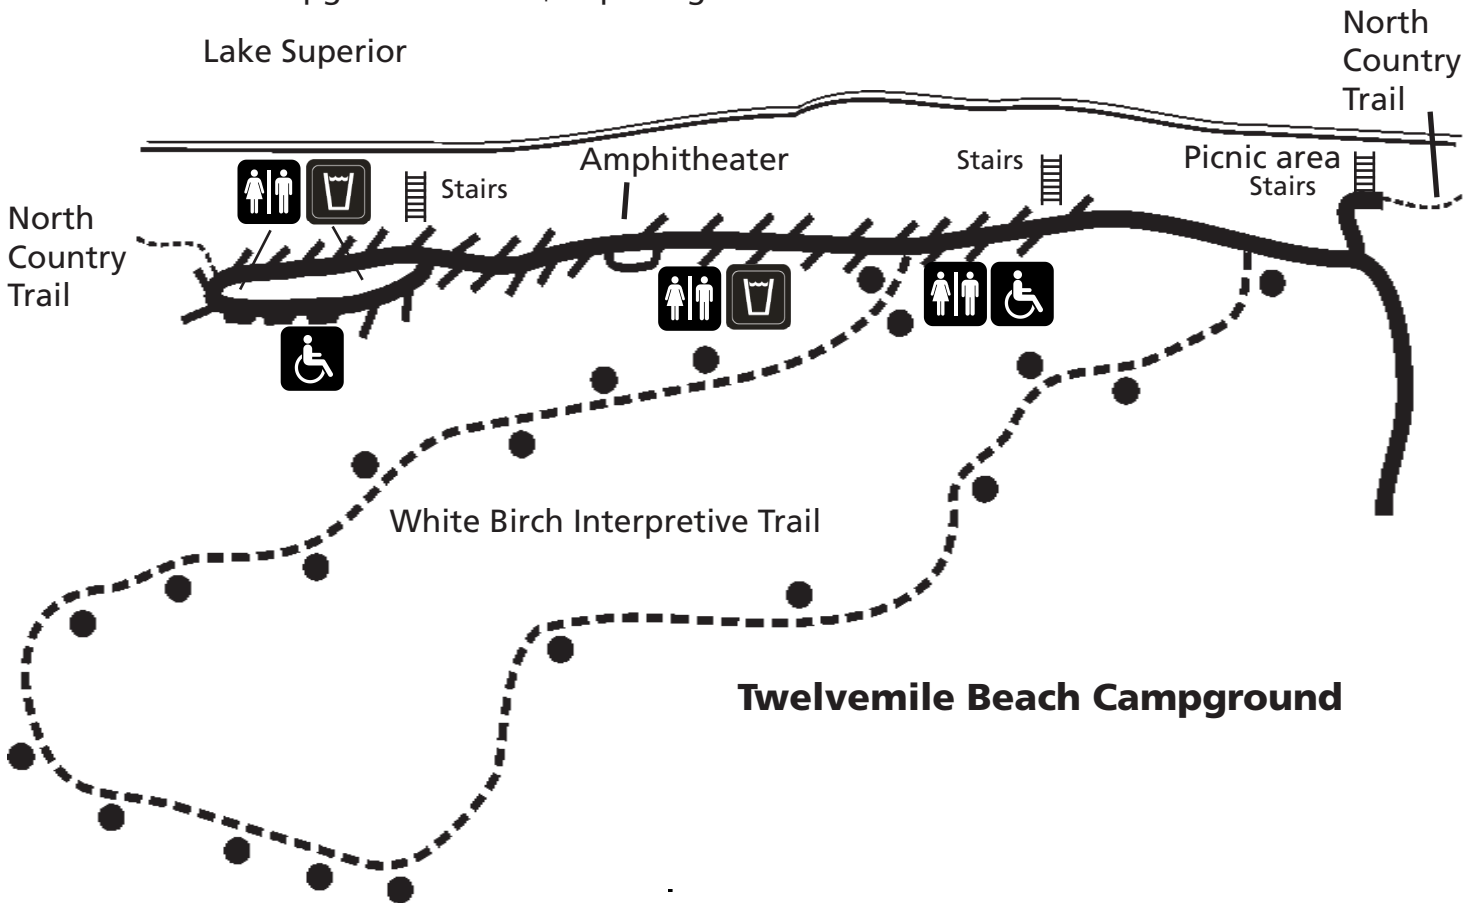 Lake Superior
North
Country
Trail
Amphitheater
Stairs
Picnic area
Stairs
Stairs
North
Country
Trail
White Birch Interpretive Trail
Twelvemile Beach Campground